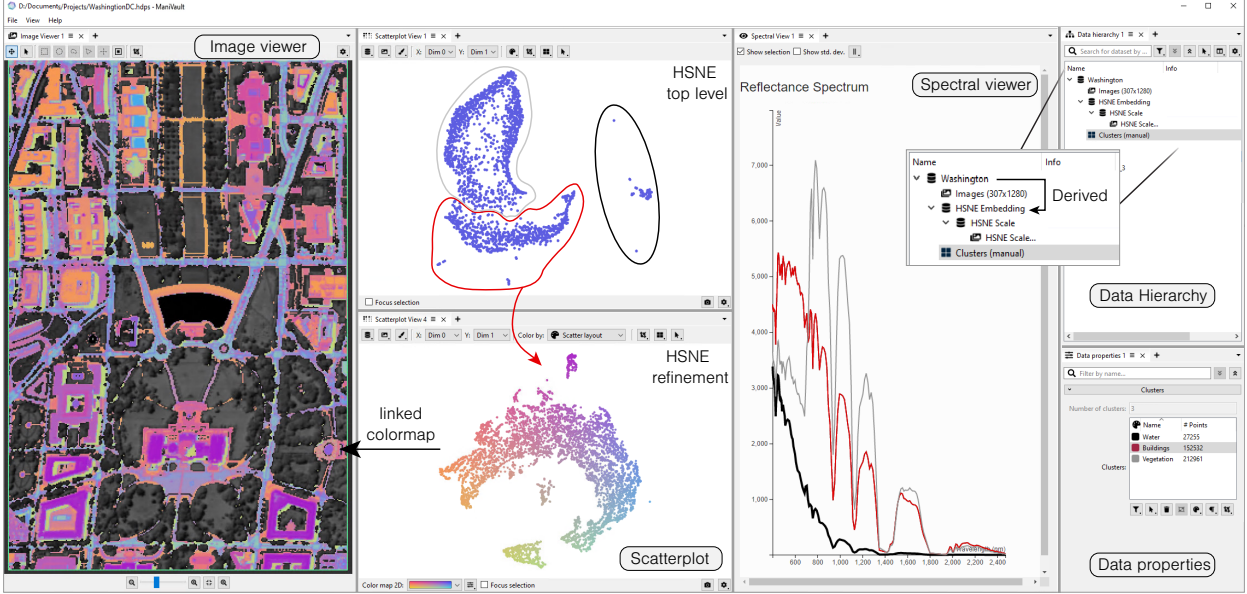 D:/Documents/Projects/WashingtionDC.hdps - ManiVault
File View Help
Image Viewer 1
Image viewer
Scatterplot View 1
X: Dim 0 Y: Dim 1
HSNE
top level
Focus selection
Scatterplot View 4
X: Dim 0 Y: Dim 1 Color by: Scatter layout
HSNE
refinement
linked
colormap
Scatterplot
Color map 2D: Focus selection
Spectral View 1
Show selection Show std. dev.
Reflectance Spectrum
Spectral viewer
Value
7,000
6,000
5,000
4,000
3,000
2,000
1,000
Wavelength (nm)
600 800 1,000 1,200 1,400 1,600 1,800 2,000 2,200 2,400
Name Info
Washington
Images (307x1280)
HSNE Embedding
HSNE Scale
HSNE Scale...
Clusters (manual)
Derived
Data hierarchy 1
Search for dataset by ...
Name Info
Washington
Images (307x1280)
HSNE Embedding
HSNE Scale
HSNE Scale...
Clusters (manual)
_3
Data Hierarchy
Data properties 1
Filter by name...
Clusters
Number of clusters: 3
Name # Points
Water 27255
Buildings 152532
Vegetation 212961
Clusters:
Data properties